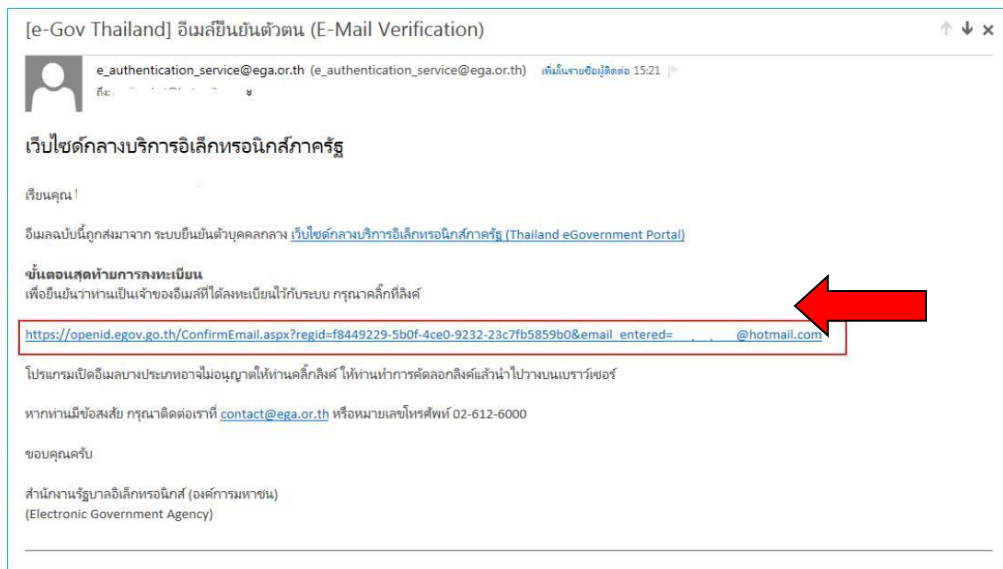 [e-Gov Thailand] อีเมล์ยืนยันตัวตน (E-Mail Verification)
e_authentication_service@ega.or.th (e_authentication_service@ega.or.th) เพิ่มในรายชื่อผู้ติดต่อ 15:21
ถึง:
เว็บไซต์กลางบริการอิเล็กทรอนิกส์ภาครัฐ
เรียนคุณ
อีเมลฉบับนี้ถูกส่งมาจาก ระบบยืนยันตัวบุคคลกลาง เว็บไซต์กลางบริการอิเล็กทรอนิกส์ภาครัฐ (Thailand eGovernment Portal)
ขั้นตอนสุดท้ายการลงทะเบียน
เพื่อยืนยันว่าท่านเป็นเจ้าของอีเมล์ที่ได้ลงทะเบียนไว้กับระบบ กรุณาคลิ๊กที่ลิงค์
https://openid.egov.go.th/ConfirmEmail.aspx?regid=f8449229-5b0f-4ce0-9232-23c7fb5859b0&email_entered= @hotmail.com
โปรแกรมเปิดอีเมลบางประเภทอาจไม่อนุญาตให้ท่านคลิ๊กลิงค์ ให้ท่านทำการคัดลอกลิงค์แล้วนำไปวางบนเบราว์เซอร์
หากท่านมีข้อสงสัย กรุณาติดต่อเราที่ contact@ega.or.th หรือหมายเลขโทรศัพท์ 02-612-6000
ขอบคุณครับ
สำนักงานรัฐบาลอิเล็กทรอนิกส์ (องค์การมหาชน)
(Electronic Government Agency)